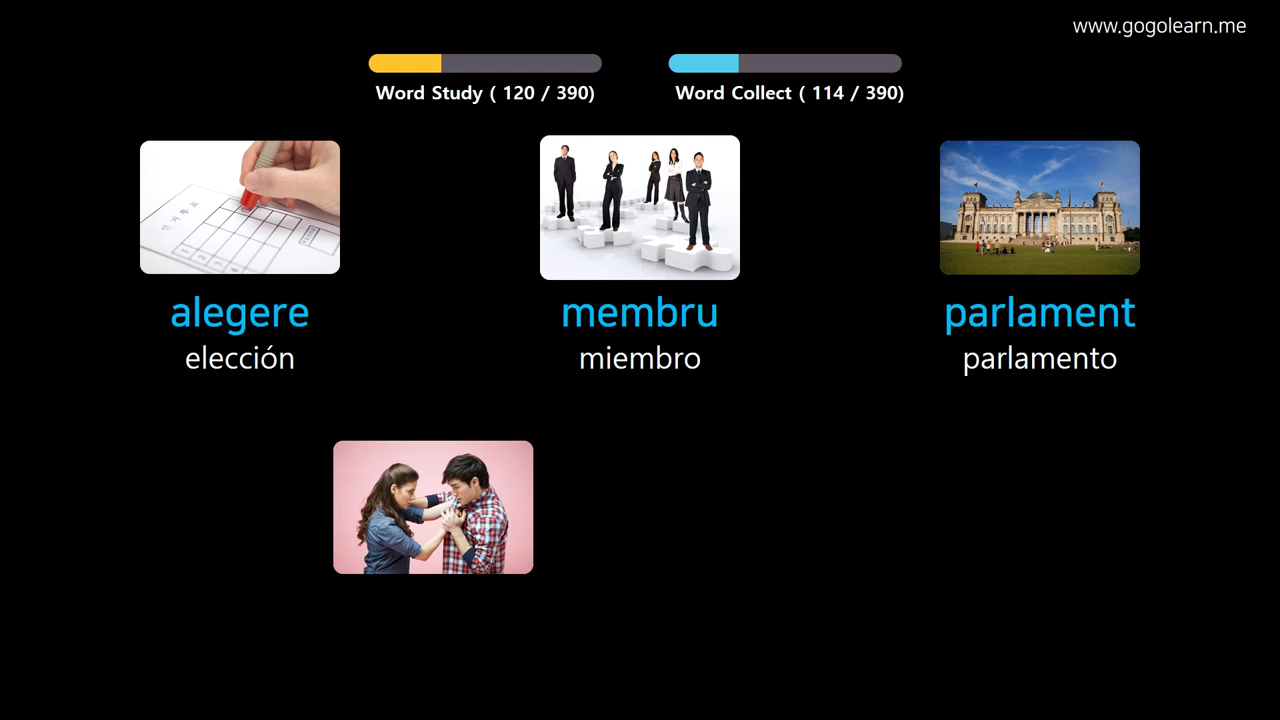 www.gogolearn.me
Word Study ( 120 / 390)
Word Collect ( 114 / 390)
alegere
membru
parlament
elección
miembro
parlamento